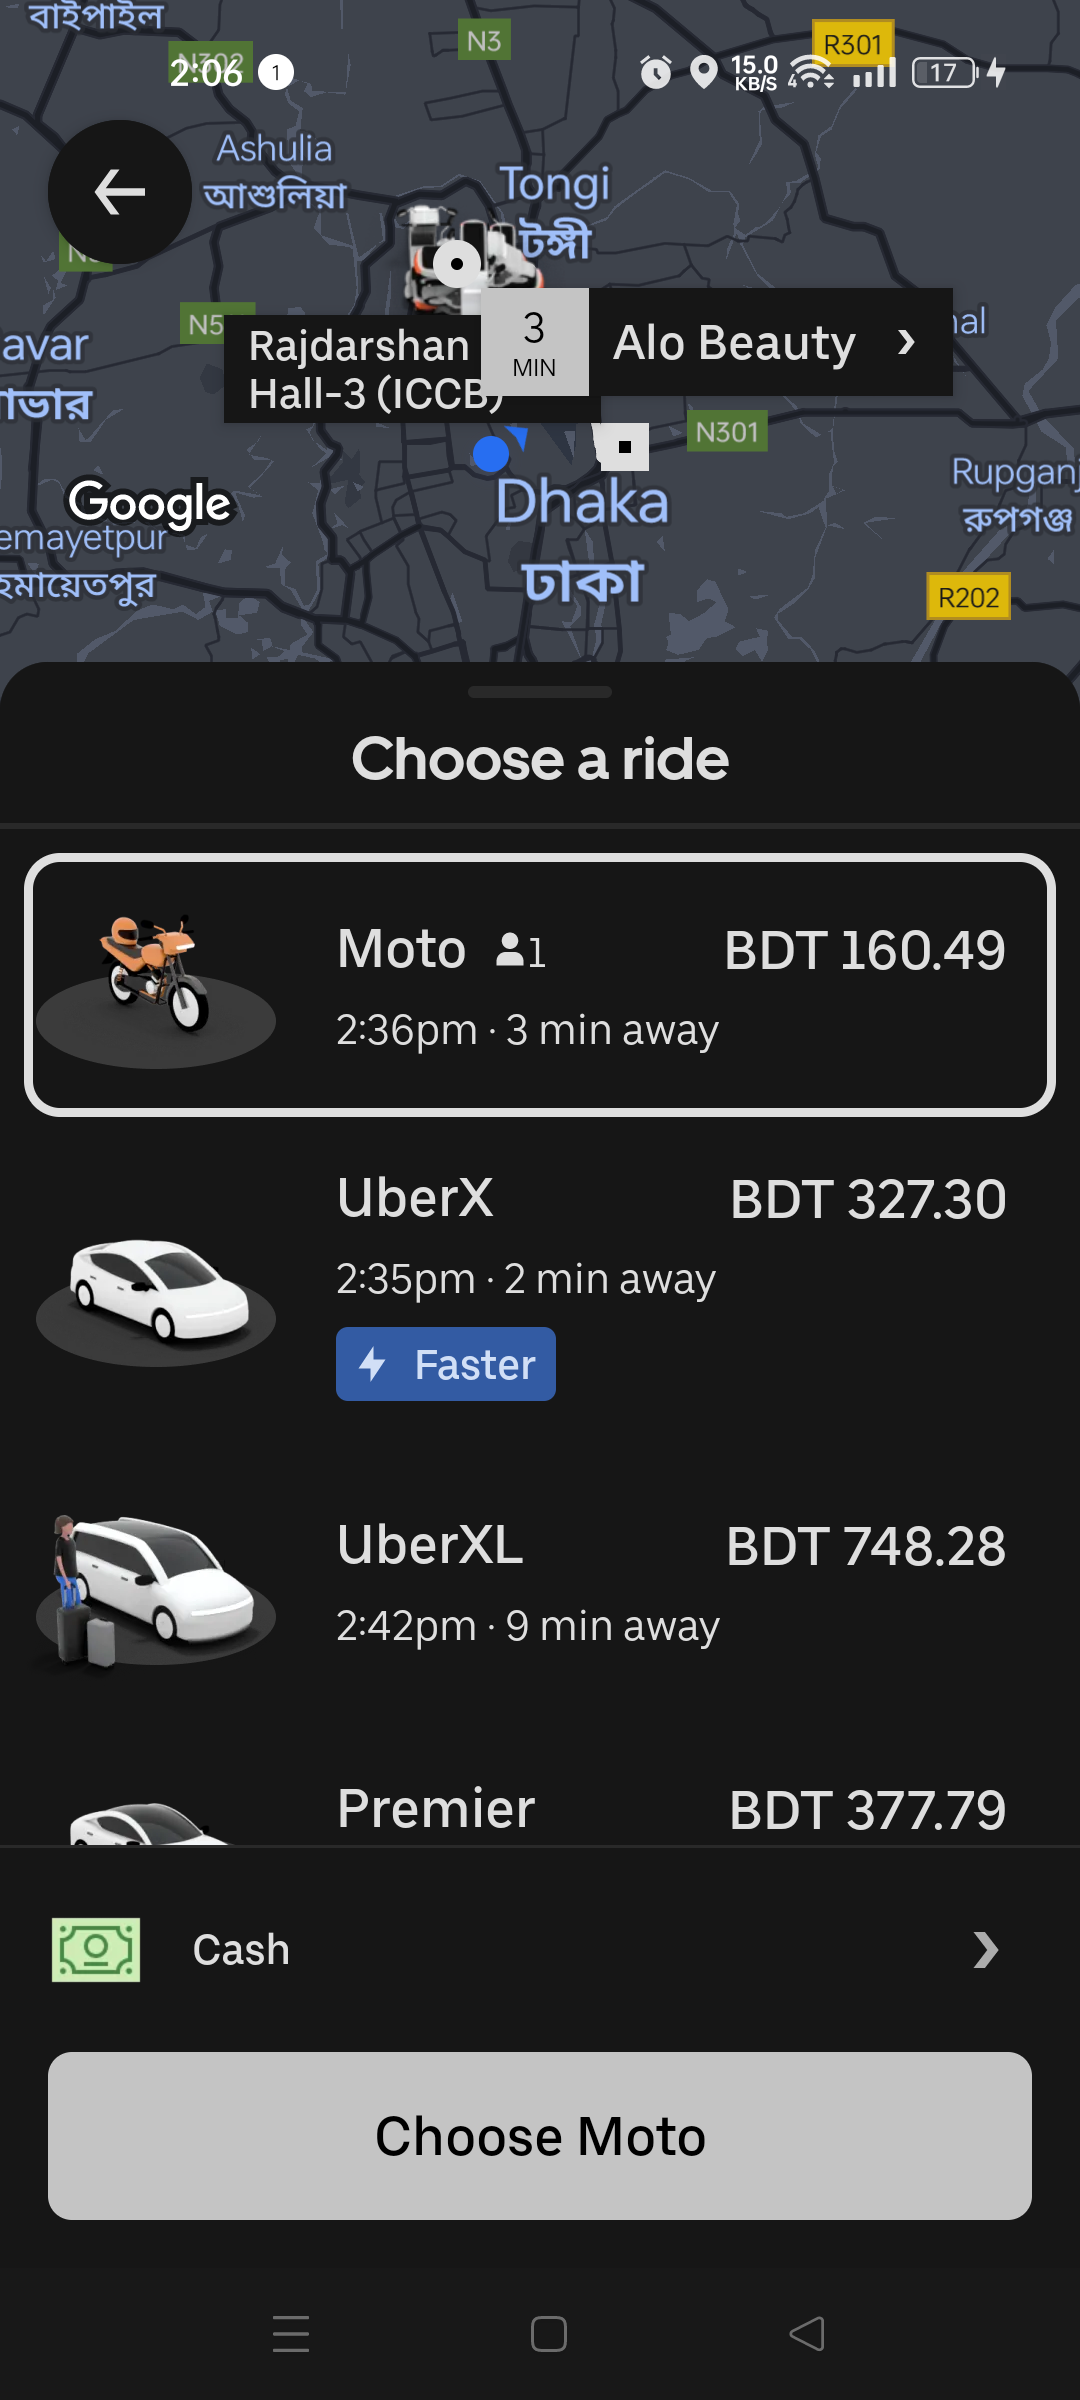 বাইপাইল
N3
R301
N302
2:06
1
15.0
KB/S
4
17
Ashulia
আশুলিয়া
Tongi
টঙ্গী
N5
3
MIN
Alo Beauty
Rajdarshan
Hall-3 (ICCB)
avar
N301
Rupganj
রূপগঞ্জ
Google
Dhaka
ঢাকা
emayetpur
R202
Choose a ride
Moto 1
BDT 160.49
2:36pm · 3 min away
UberX
BDT 327.30
2:35pm · 2 min away
Faster
UberXL
BDT 748.28
2:42pm · 9 min away
Premier
BDT 377.79
Cash
Choose Moto